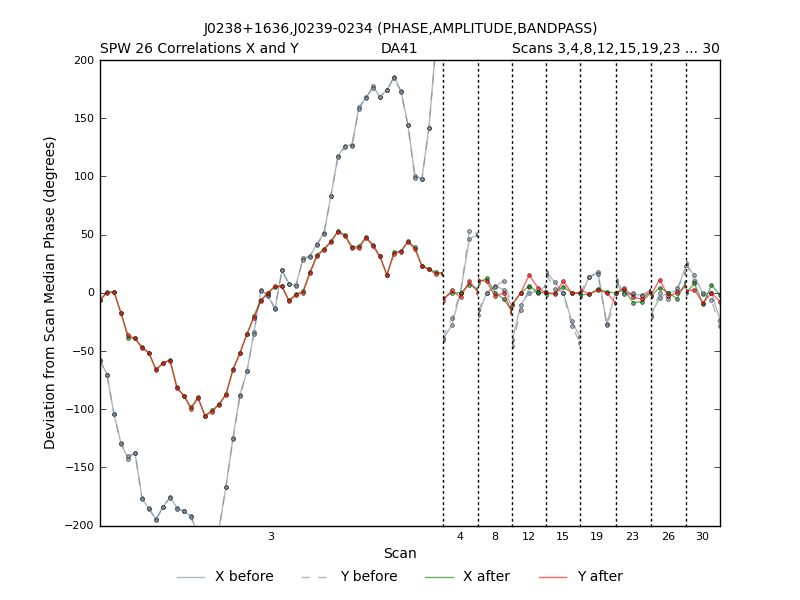 J0238+1636,J0239-0234 (PHASE,AMPLITUDE,BANDPASS)
SPW 26 Correlations X and Y DA41 Scans 3,4,8,12,15,19,23 ... 30
200
150
100
50
0
−50
−100
−150
−200
Deviation from Scan Median Phase (degrees)
3 4 8 12 15 19 23 26 30
Scan
X before Y before X after Y after